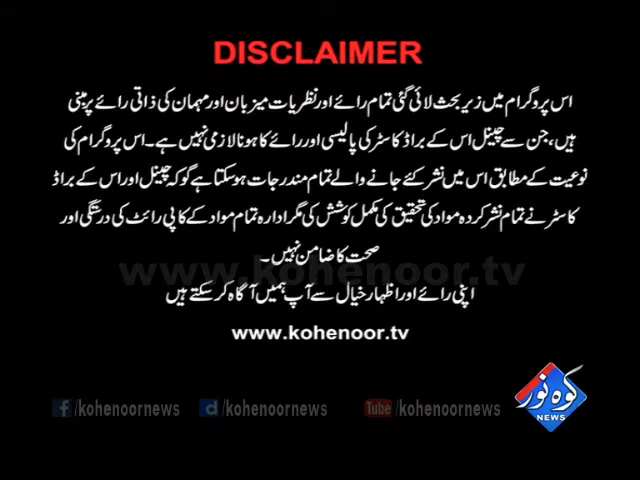 DISCLAIMER
اس پروگرام میں زیر بحث لائی گئی تمام رائے اور نظریات میزبان اور مہمان کی ذاتی رائے پر مبنی
ہیں، جن سے چینل اس کے براڈ کاسٹر کی پالیسی اور رائے کا ہونا لازمی نہیں ہے۔ اس پروگرام کی
نوعیت کے مطابق اس میں نشر کئے جانے والے تمام مندرجات ہو سکتا ہے گو کہ چینل اور اس کے براڈ
کاسٹر نے تمام نشر کردہ مواد کی تحقیق کی مکمل کوشش کی مگر ادارہ تمام مواد کے کاپی رائٹ کی درستگی اور
صحت کا ضامن نہیں۔
www.kohenoor.tv
اپنی رائے اور اظہار خیال سے آپ ہمیں آگاہ کر سکتے ہیں
www.kohenoor.tv
f/kohenoornews d/kohenoornews You Tube/kohenoornews
کوہ نور
NEWS